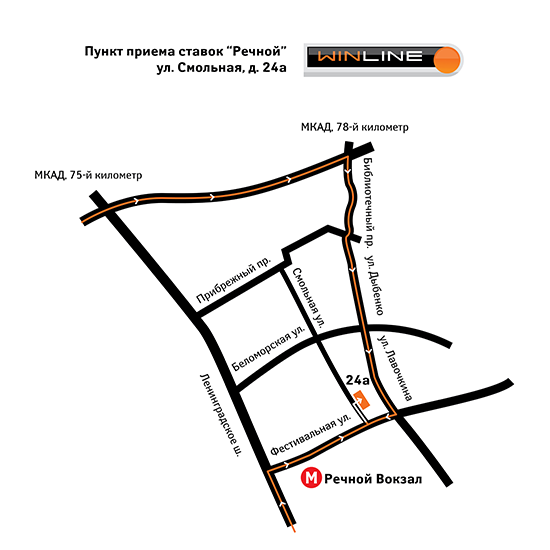 Пункт приема ставок “Речной”
ул. Смольная, д. 24а
WINLINE
МКАД, 78-й километр
МКАД, 75-й километр
Библиотечный пр.
Прибрежный пр.
Смольная ул.
ул. Дыбенко
Беломорская ул.
ул. Лавочкина
Ленинградское ш.
24а
Фестивальная ул.
М Речной Вокзал